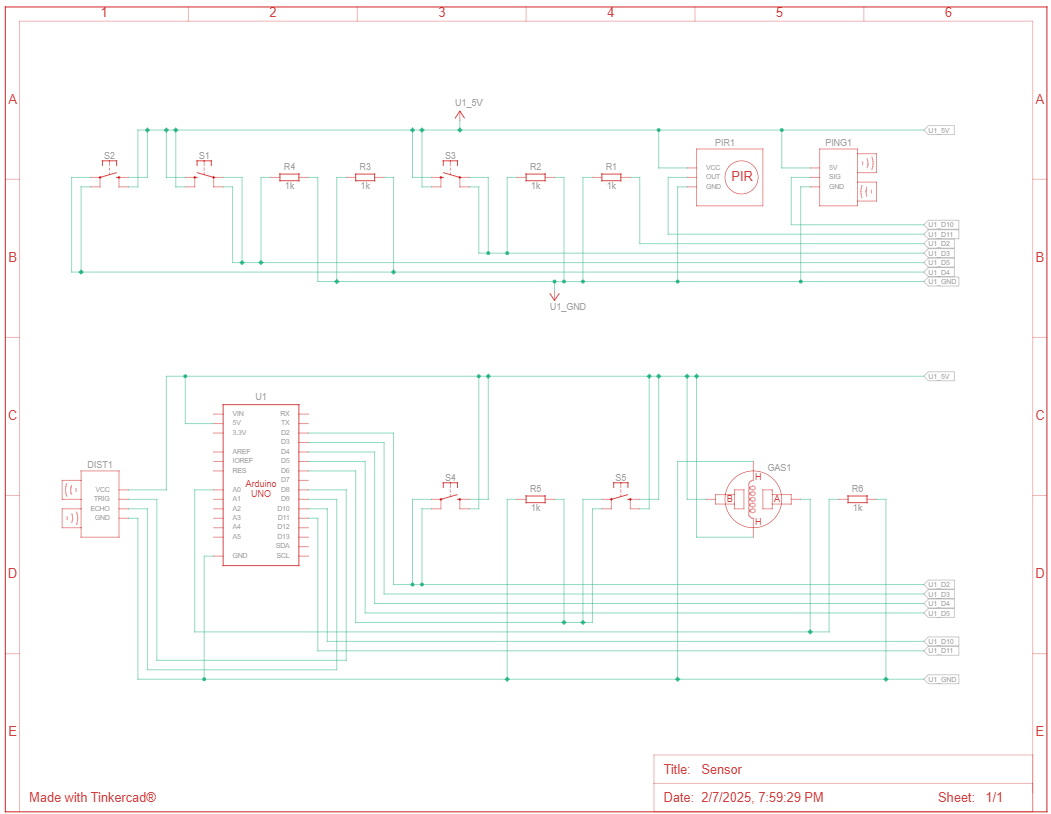 1 2 3 4 5 6
A A
U1_5V
U1_5V
S2 S1 S3
R4 R3 R2 R1
1k 1k 1k 1k
PIR1
VCC
OUT
GND
PIR
PING1
5V
SIG
GND
U1_D10
U1_D11
U1_D2
B B
U1_D3
U1_D5
U1_D4
U1_GND
U1_GND
U1_5V
C C
U1
VIN RX
5V TX
3.3V D2
D3
AREF D4
IOREF D5
RES D6
D7
A0 D8
A1 D9
A2 D10
A3 D11
A4 D12
A5 D13
SDA
GND SCL
Arduino
UNO
DIST1
VCC
TRIG
ECHO
GND
S4 R5 S5
1k
GAS1
H
B A
H
R6
1k
D D
U1_D2
U1_D3
U1_D4
U1_D5
U1_D10
U1_D11
U1_GND
E E
Title: Sensor
Made with Tinkercad®
Date: 2/7/2025, 7:59:29 PM Sheet: 1/1